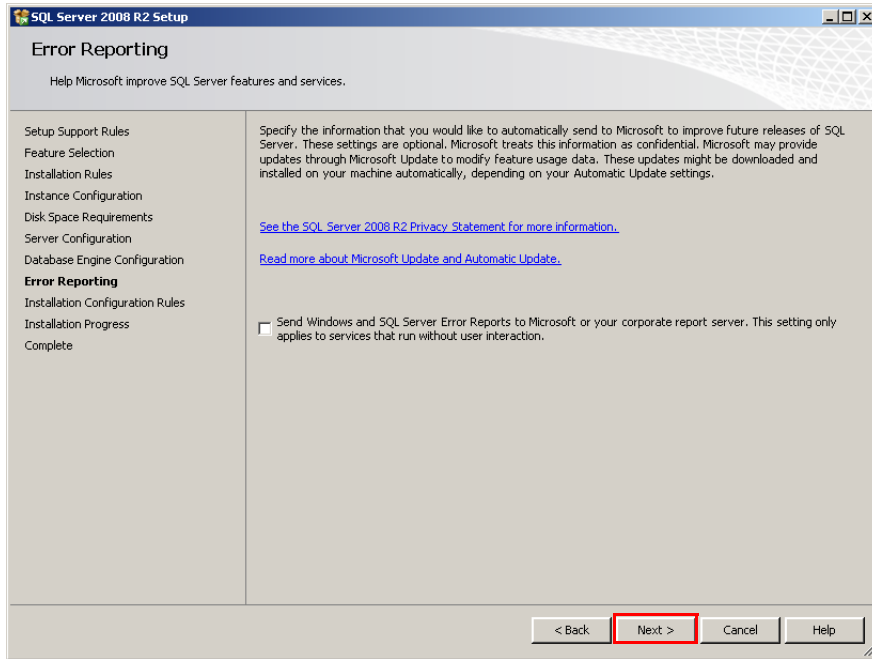 SQL Server 2008 R2 Setup
Error Reporting
Help Microsoft improve SQL Server features and services.
Setup Support Rules
Feature Selection
Installation Rules
Instance Configuration
Disk Space Requirements
Server Configuration
Database Engine Configuration
Error Reporting
Installation Configuration Rules
Installation Progress
Complete
Specify the information that you would like to automatically send to Microsoft to improve future releases of SQL
Server. These settings are optional. Microsoft treats this information as confidential. Microsoft may provide
updates through Microsoft Update to modify feature usage data. These updates might be downloaded and
installed on your machine automatically, depending on your Automatic Update settings.
See the SQL Server 2008 R2 Privacy Statement for more information.
Read more about Microsoft Update and Automatic Update.
Send Windows and SQL Server Error Reports to Microsoft or your corporate report server. This setting only
applies to services that run without user interaction.
< Back
Next >
Cancel
Help